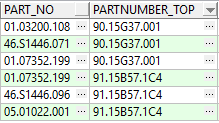 PART_NO PARTNUMBER_TOP
01.03200.108 ... 90.15G37.001
46.S1446.071 ... 90.15G37.001
01.07352.199 ... 90.15G37.001
01.07352.199 ... 91.15B57.1C4
46.S1446.096 ... 91.15B57.1C4
05.01022.001 ... 91.15B57.1C4